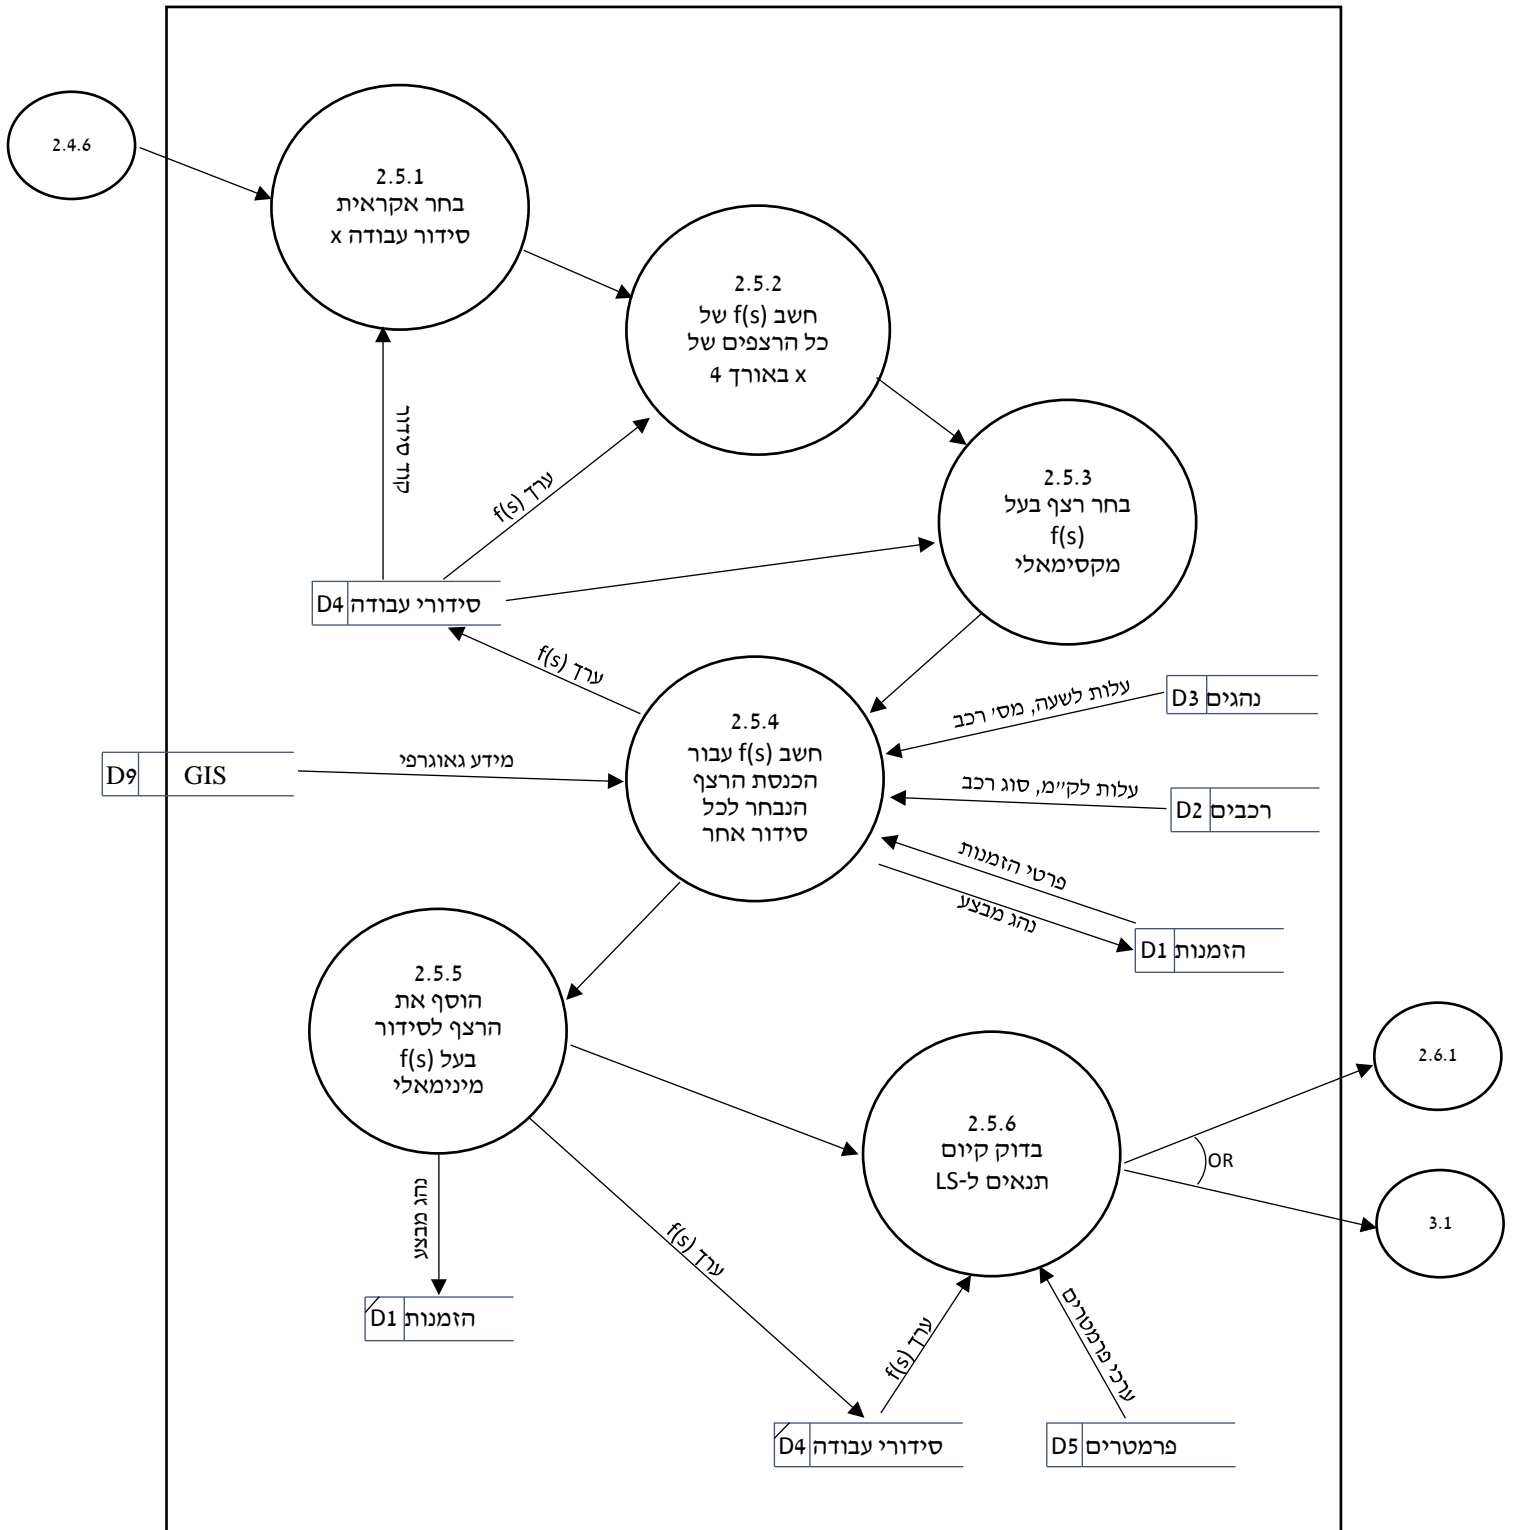 2.4.6
2.5.1
בחר אקראית
סידור עבודה x
2.5.2
חשב f(s) של
כל הרצפים של
x באורך 4
קוד סידור
ערך f(s)
2.5.3
בחר רצף בעל
f(s)
מקסימאלי
D4 סידורי עבודה
ערך f(s)
D3 נהגים
עלות לשעה, מס' רכב
2.5.4
חשב f(s) עבור
הכנסת הרצף
הנבחר לכל
סידור אחר
D9 GIS
מידע גאוגרפי
עלות לק"מ, סוג רכב
D2 רכבים
פרטי הזמנות
נהג מבצע
D1 הזמנות
2.5.5
הוסף את
הרצף לסידור
בעל f(s)
מינימאלי
2.6.1
2.5.6
בדוק קיום
תנאים ל-LS
OR
3.1
נהג מבצע
ערך f(s)
D1 הזמנות
ערך f(s)
ערכי פרמטרים
D4 סידורי עבודה
D5 פרמטרים